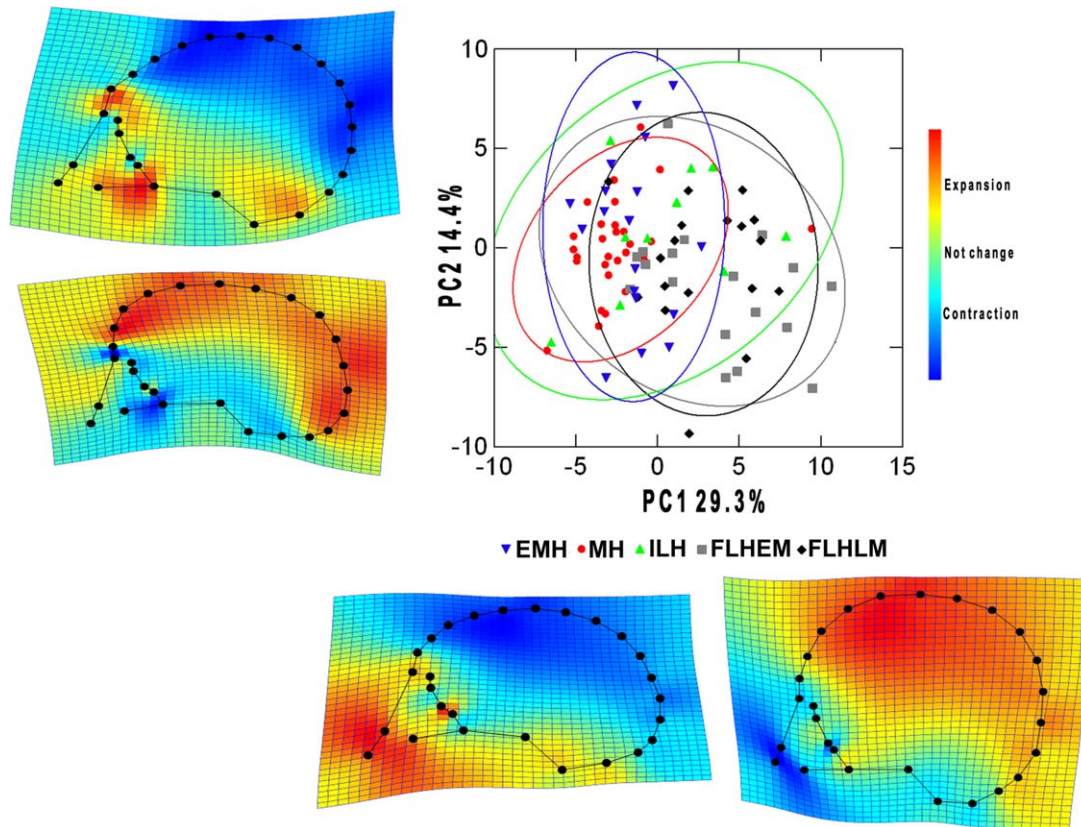 10
5
0
-5
-10
-10 -5 0 5 10 15
PC2 14.4%
PC1 29.3%
Expansion
Not change
Contraction
EMH MH ILH FLHEM FLHLM